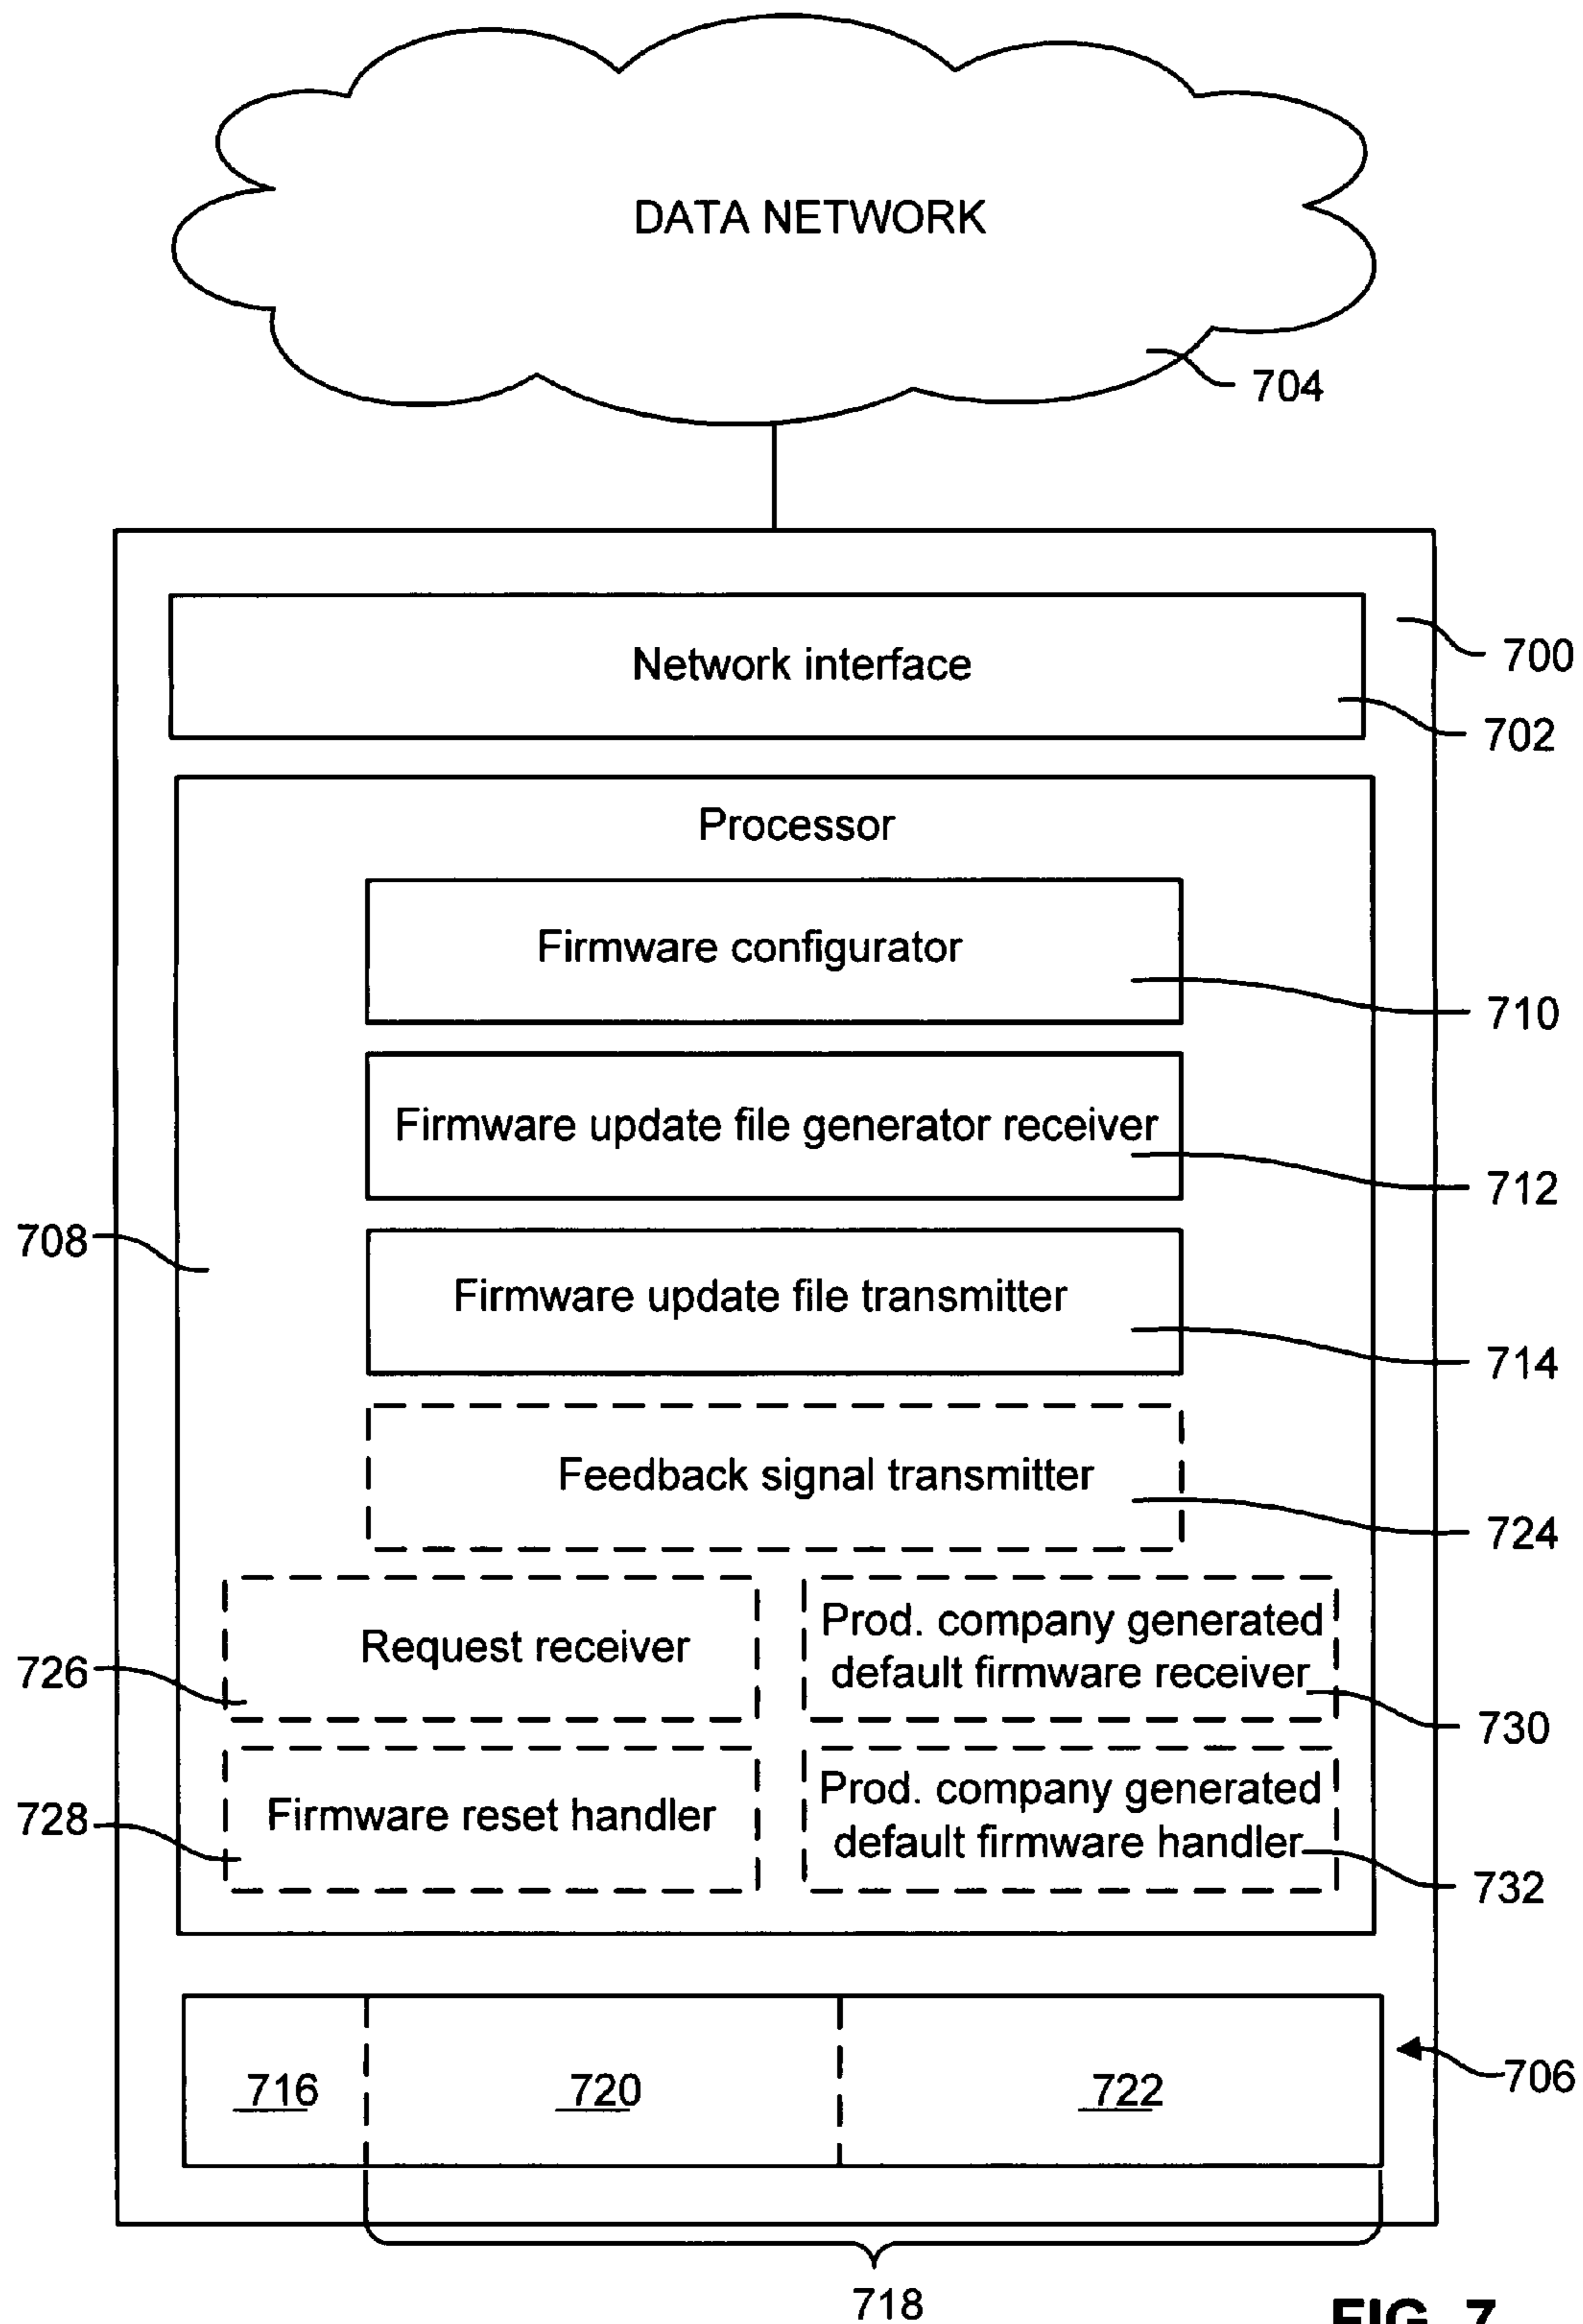 DATA NETWORK
704
Network interface
700
702
Processor
Firmware configurator
710
Firmware update file generator receiver
712
708
Firmware update file transmitter
714
Feedback signal transmitter
724
Request receiver
726
Prod. company generated
default firmware receiver
730
Firmware reset handler
728
Prod. company generated
default firmware handler
732
716
720
722
706
718
FIG. 7